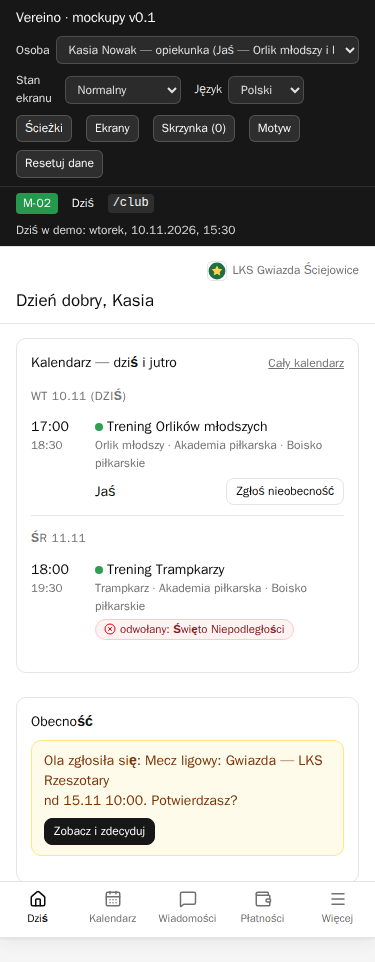 Vereino · mockupy v0.1
Osoba Kasia Nowak — opiekunka (Jaś — Orlik młodszy i
Stan ekranu Normalny Język Polski
Ścieżki Ekrany Skrzynka (0) Motyw
Resetuj dane
M-02 Dziś /club
Dziś w demo: wtorek, 10.11.2026, 15:30
LKS Gwiazda Ściejowice
Dzień dobry, Kasia
Kalendarz — dziś i jutro Cały kalendarz
WT 10.11 (DZIŚ)
17:00 Trening Orlików młodszych
18:30 Orlik młodszy · Akademia piłkarska · Boisko
piłkarskie
Jaś Zgłoś nieobecność
ŚR 11.11
18:00 Trening Trampkarzy
19:30 Trampkarz · Akademia piłkarska · Boisko
piłkarskie
odwołany: Święto Niepodległości
Obecność
Ola zgłosiła się: Mecz ligowy: Gwiazda — LKS
Rzeszotary
nd 15.11 10:00. Potwierdzasz?
Zobacz i zdecyduj
Dziś Kalendarz Wiadomości Płatności Więcej